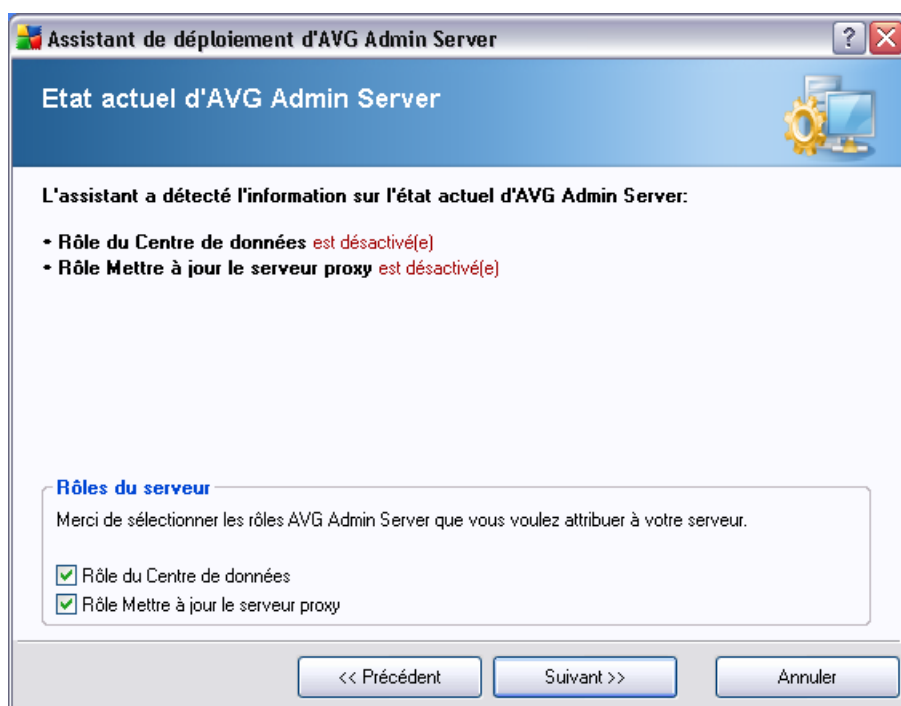 Assistant de déploiement d'AVG Admin Server
Etat actuel d'AVG Admin Server
L'assistant a détecté l'information sur l'état actuel d'AVG Admin Server:
• Rôle du Centre de données est désactivé(e)
• Rôle Mettre à jour le serveur proxy est désactivé(e)
Rôles du serveur
Merci de sélectionner les rôles AVG Admin Server que vous voulez attribuer à votre serveur.
Rôle du Centre de données
Rôle Mettre à jour le serveur proxy
<< Précédent
Suivant >>
Annuler